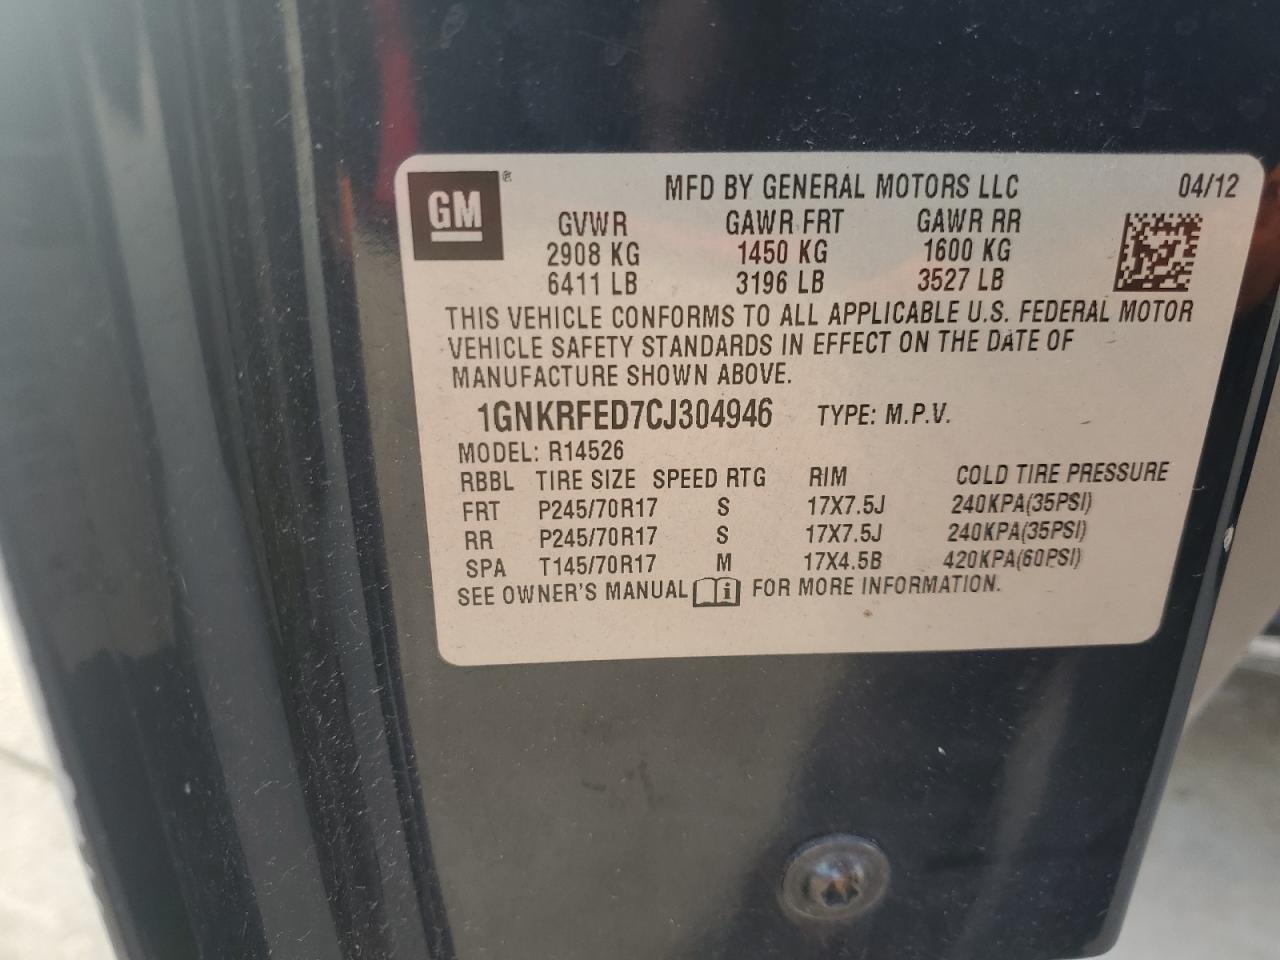 GM ®
MFD BY GENERAL MOTORS LLC 04/12
GVWR GAWR FRT GAWR RR
2908 KG 1450 KG 1600 KG
6411 LB 3196 LB 3527 LB
THIS VEHICLE CONFORMS TO ALL APPLICABLE U.S. FEDERAL MOTOR
VEHICLE SAFETY STANDARDS IN EFFECT ON THE DATE OF
MANUFACTURE SHOWN ABOVE.
1GNKRFED7CJ304946 TYPE: M.P.V.
MODEL: R14526
RBBL TIRE SIZE SPEED RTG RIM COLD TIRE PRESSURE
FRT P245/70R17 S 17X7.5J 240KPA(35PSI)
RR P245/70R17 S 17X7.5J 240KPA(35PSI)
SPA T145/70R17 M 17X4.5B 420KPA(60PSI)
SEE OWNER'S MANUAL i FOR MORE INFORMATION.